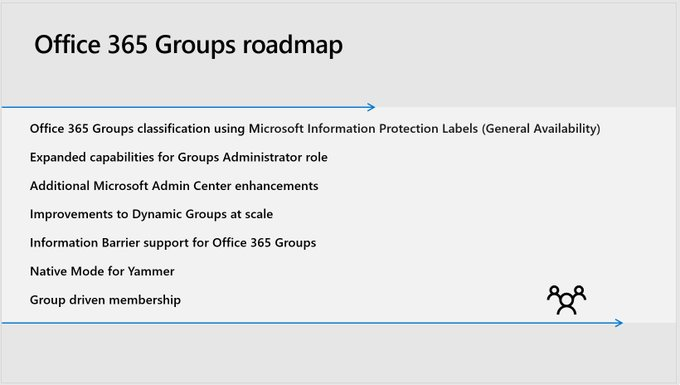 Office 365 Groups roadmap
Office 365 Groups classification using Microsoft Information Protection Labels (General Availability)
Expanded capabilities for Groups Administrator role
Additional Microsoft Admin Center enhancements
Improvements to Dynamic Groups at scale
Information Barrier support for Office 365 Groups
Native Mode for Yammer
Group driven membership